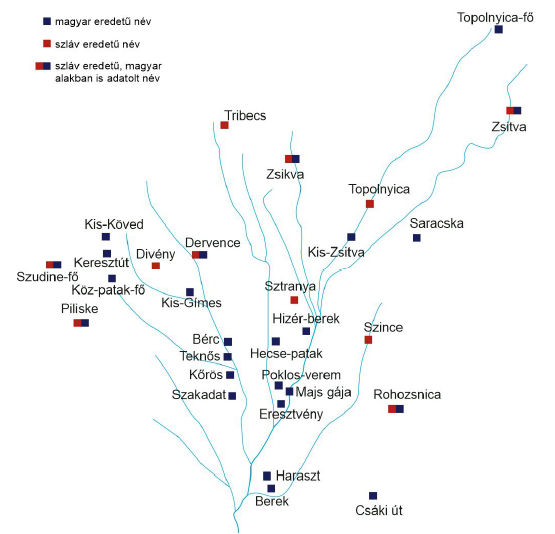 magyar eredetű név
szláv eredetű név
szláv eredetű, magyar
alakban is adatolt név
Topolnyica-fő
Zsitva
Tribecs
Zsikva
Topolnyica
Saracska
Kis-Zsitva
Kis-Köved
Keresztút
Divény
Dervence
Szudine-fő
Köz-patak-fő
Kis-Gímes
Piliske
Sztranya
Hizér-berek
Szince
Bérc
Teknős
Hecse-patak
Kőrös
Poklos-verem
Szakadat
Majs gája
Rohozsnica
Eresztvény
Haraszt
Berek
Csáki út